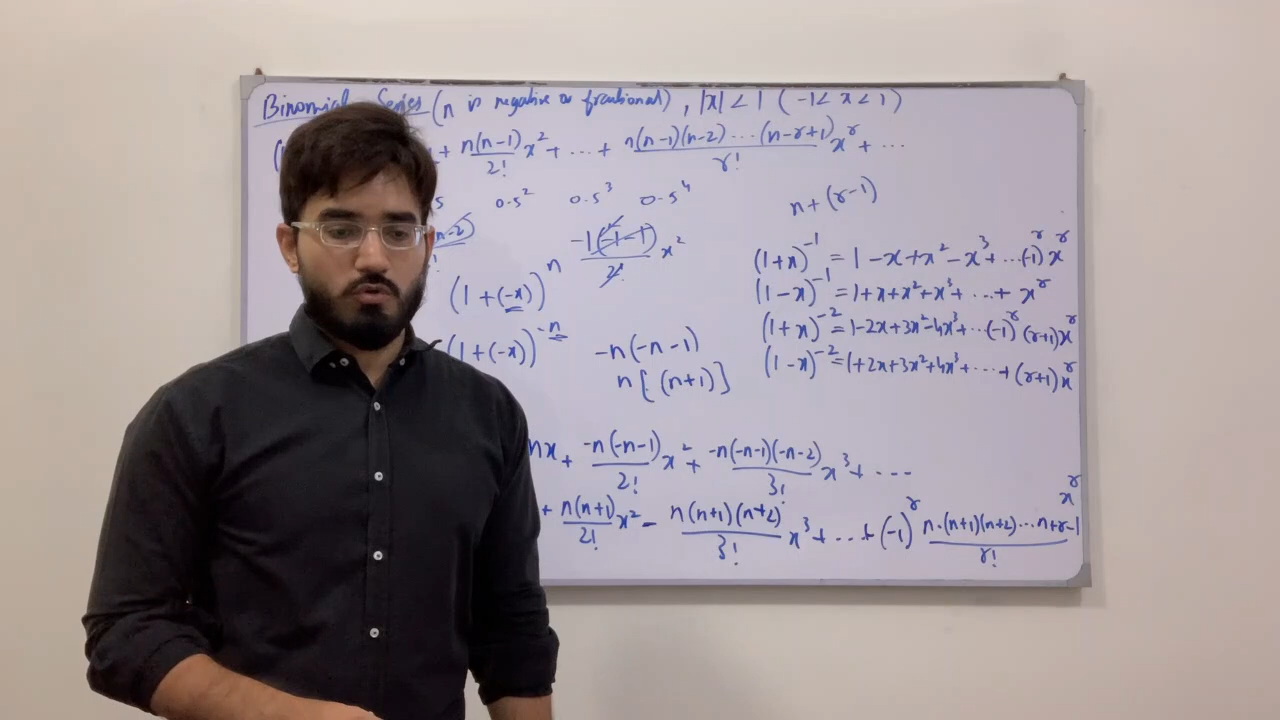 Binomial Series (n is negative or fractional), |x| < 1 (-1 < x < 1)
( + n(n-1)/2! x² + ... + n(n-1)(n-2)...(n-r+1)/r! x^r + ...
5 0.5² 0.5³ 0.5⁴
n + (r-1)
n-2) -1(-1-1)/2! x²
(1+x)^-1 = 1 - x + x² - x³ + ...(-1)^r x^r
(1+(-x))^n
(1-x)^-1 = 1 + x + x² + x³ + ... + x^r
(1+x)^-2 = 1 - 2x + 3x² - 4x³ + ...(-1)^r (r+1)x^r
(1+(-x))^-n -n(-n-1)
(1-x)^-2 = 1 + 2x + 3x² + 4x³ + ... + (r+1)x^r
n[(n+1)]
nx + -n(-n-1)/2! x² + -n(-n-1)(-n-2)/3! x³ + ...
+ n(n+1)/2! x² - n(n+1)(n+2)/3! x³ + ... + (-1)^r n·(n+1)(n+2)...n+r-1/r! x^r